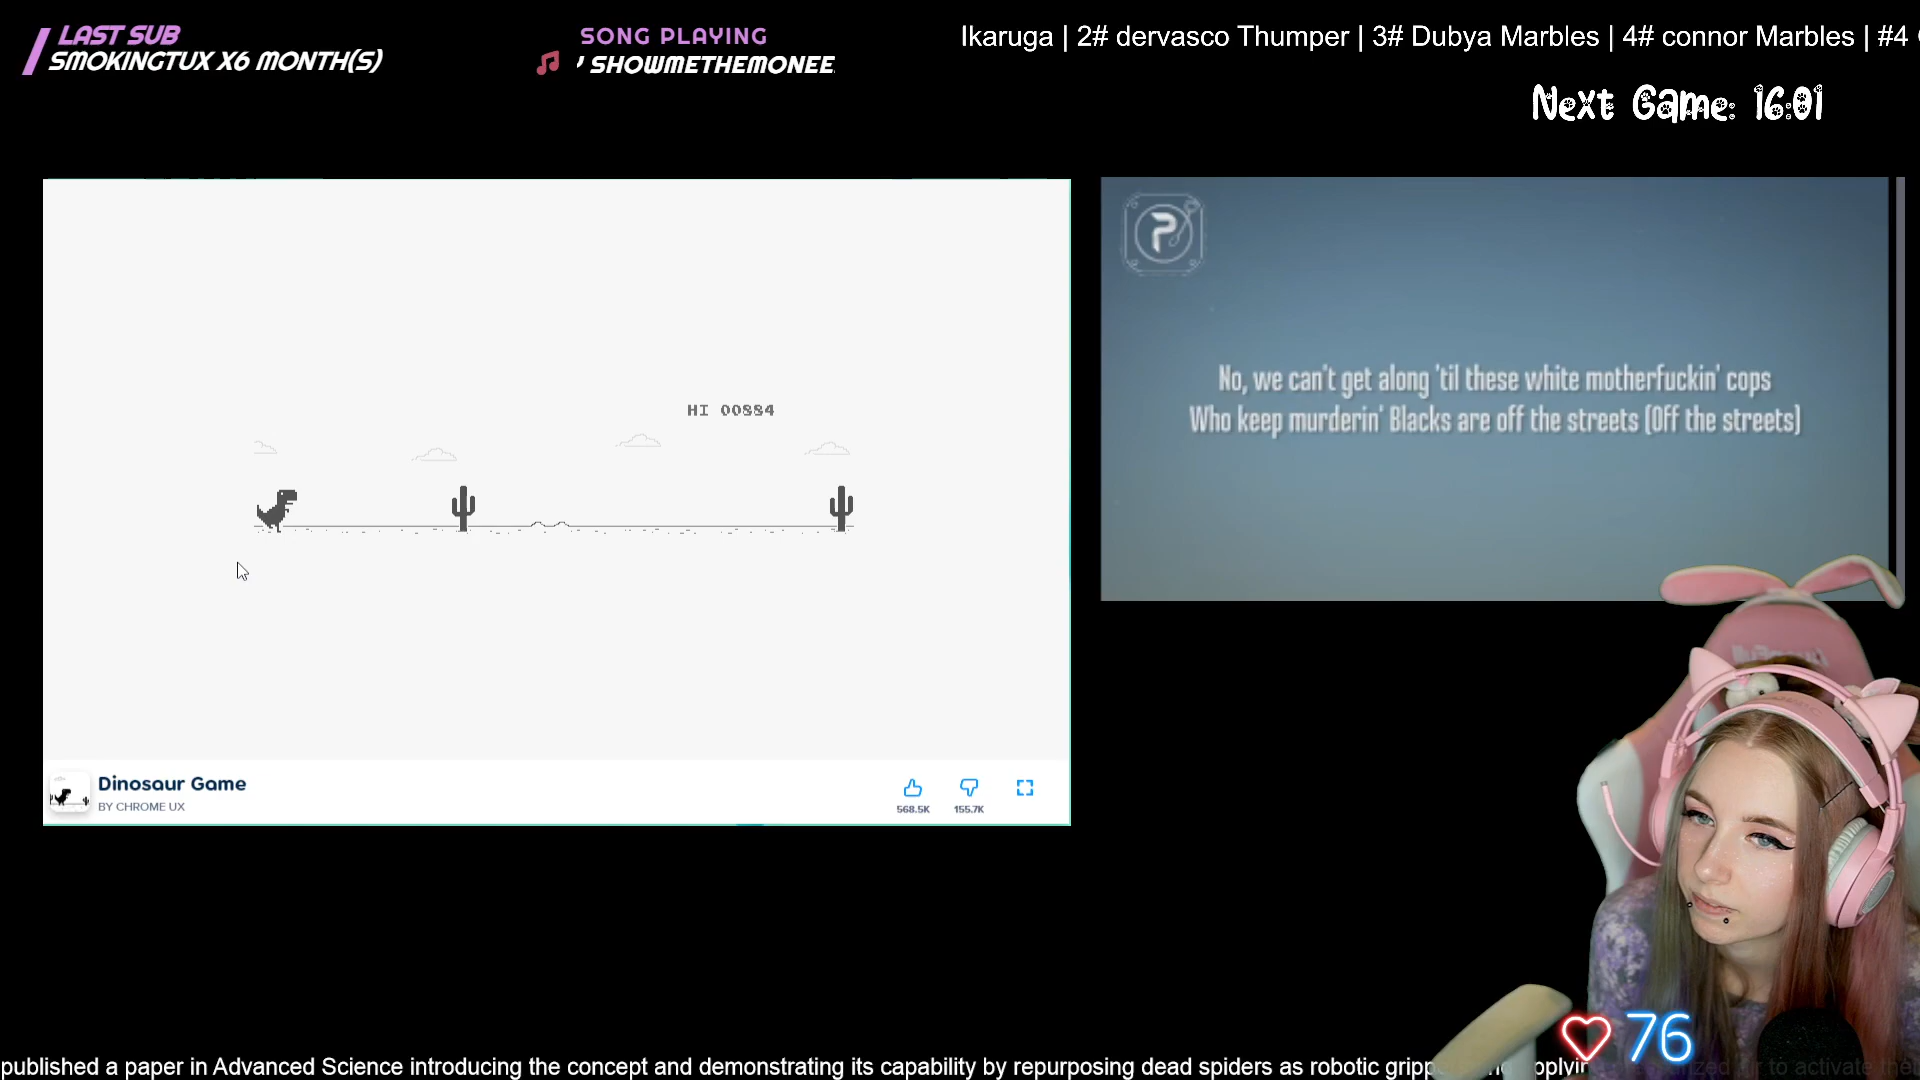 LAST SUB
SMOKINGTUX X6 MONTH(S)
SONG PLAYING
' SHOWMETHEMONEE
Ikaruga | 2# dervasco Thumper | 3# Dubya Marbles | 4# connor Marbles | #4
Next Game: 16:01
HI 00884
No, we can't get along 'til these white motherfuckin' cops
Who keep murderin' Blacks are off the streets (Off the streets)
Dinosaur Game
BY CHROME UX
568.5K
155.7K
76
published a paper in Advanced Science introducing the concept and demonstrating its capability by repurposing dead spiders as robotic to activate